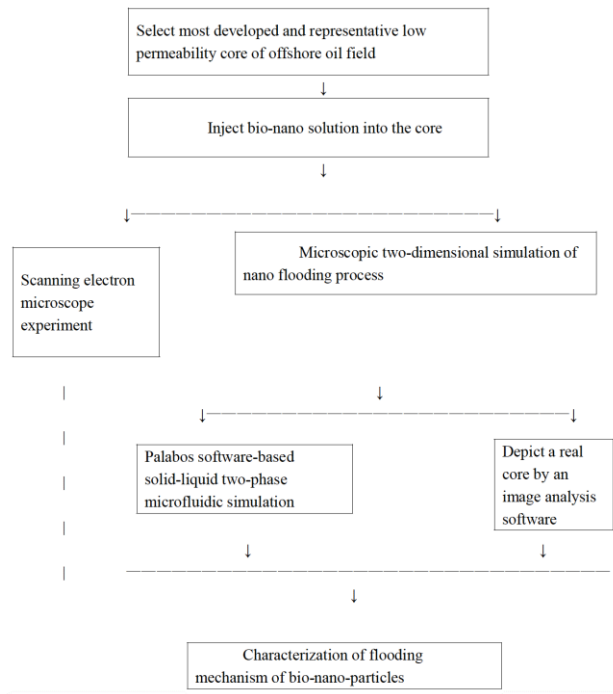 Select most developed and representative low
permeability core of offshore oil field
Inject bio-nano solution into the core
Microscopic two-dimensional simulation of
nano flooding process
Scanning electron
microscope
experiment
Palabos software-based
solid-liquid two-phase
microfluidic simulation
Depict a real
core by an
image analysis
software
Characterization of flooding
mechanism of bio-nano-particles